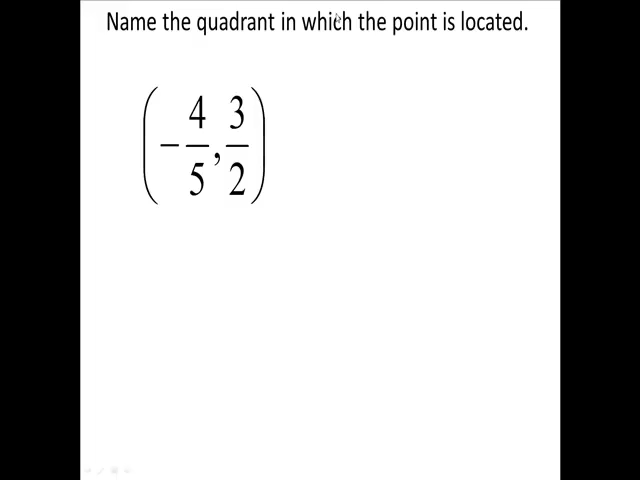 Name the quadrant in which the point is located.
(-4/5, 3/2)